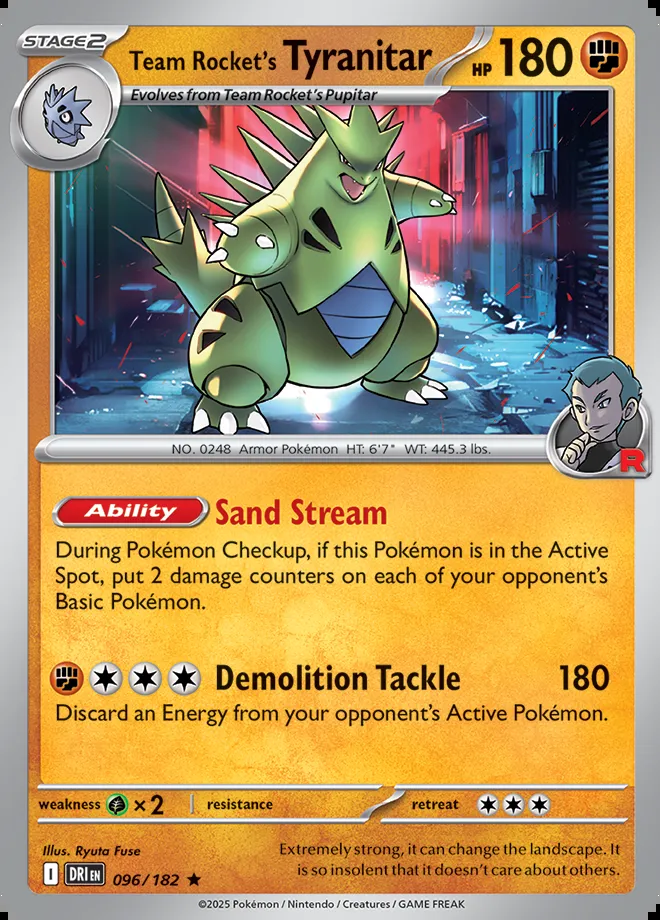 STAGE2
Team Rocket's Tyranitar HP 180
Evolves from Team Rocket's Pupitar
R
NO. 0248 Armor Pokémon HT: 6'7" WT: 445.3 lbs.
Ability Sand Stream
During Pokémon Checkup, if this Pokémon is in the Active
Spot, put 2 damage counters on each of your opponent's
Basic Pokémon.
Demolition Tackle 180
Discard an Energy from your opponent's Active Pokémon.
weakness ×2 resistance retreat
Illus. Ryuta Fuse
Extremely strong, it can change the landscape. It
is so insolent that it doesn't care about others.
I DRI EN 096/182 ★
©2025 Pokémon / Nintendo / Creatures / GAME FREAK